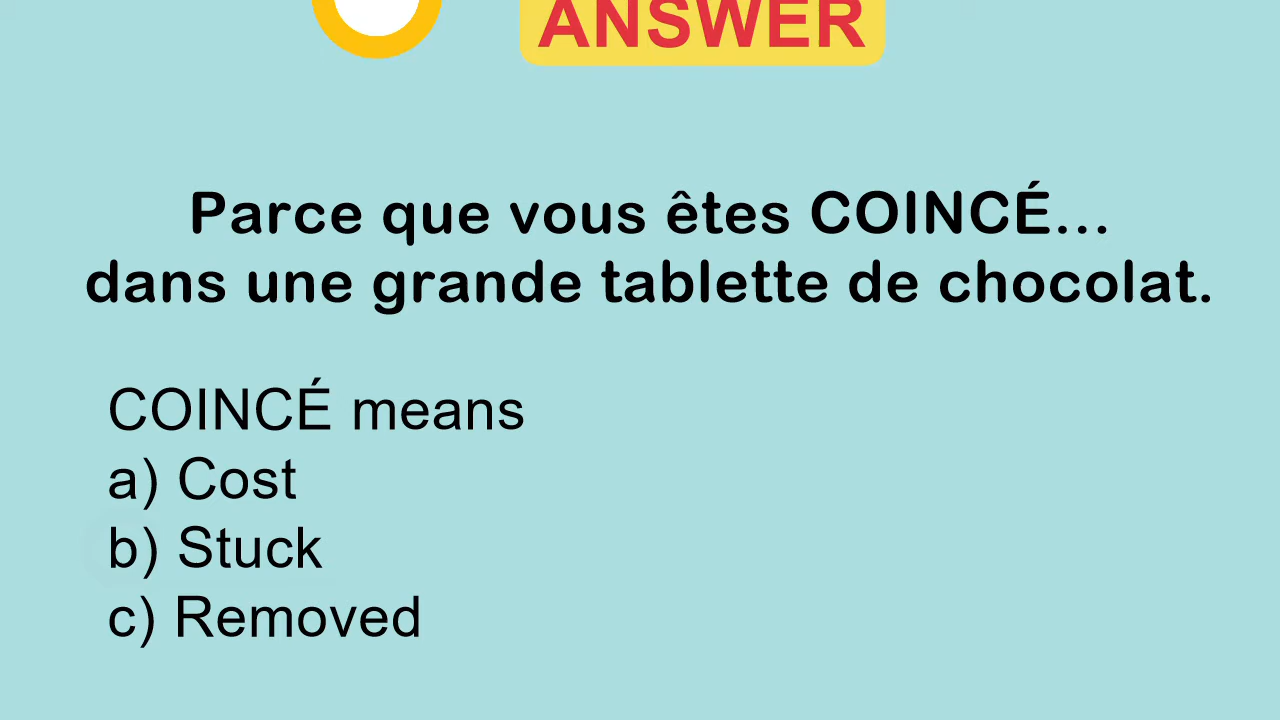 ANSWER
Parce que vous êtes COINCÉ...
dans une grande tablette de chocolat.
COINCÉ means
a) Cost
b) Stuck
c) Removed